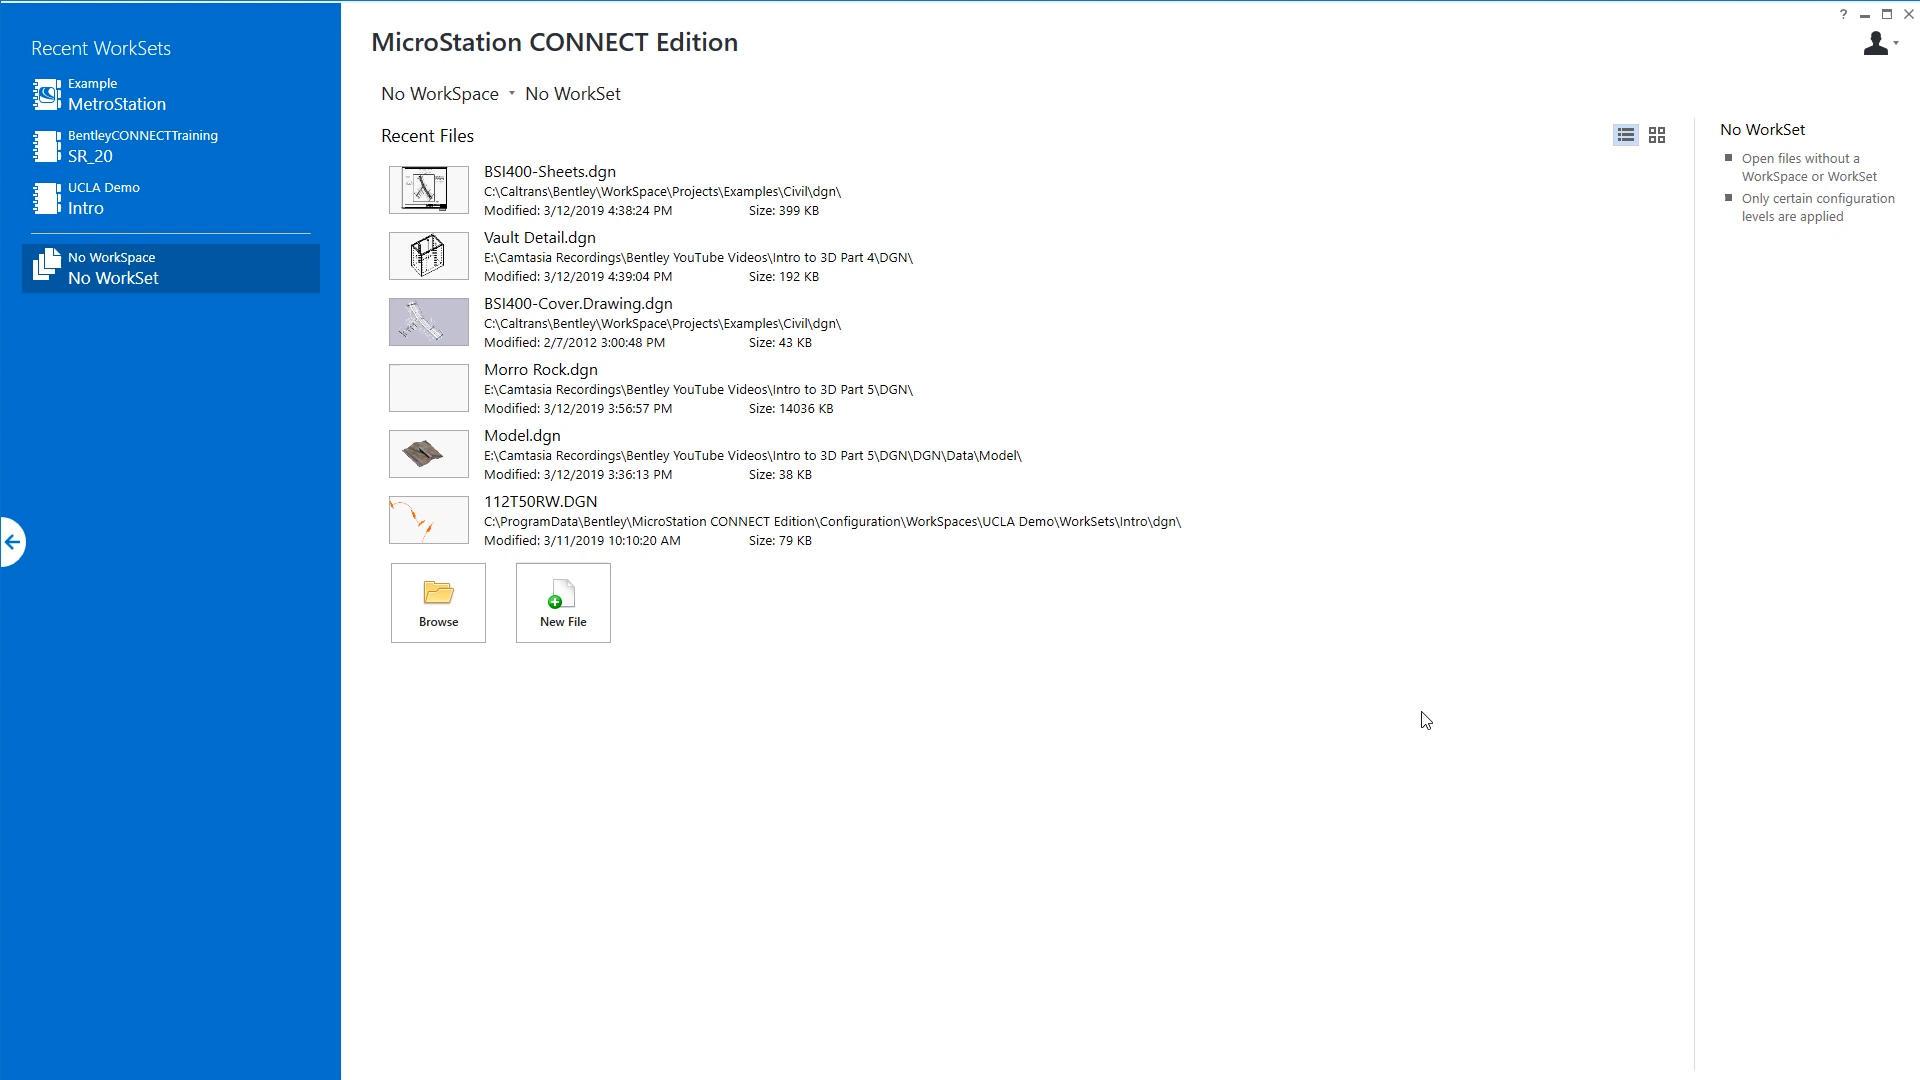 Recent WorkSets
Example
MetroStation
BentleyCONNECTTraining
SR_20
UCLA Demo
Intro
No WorkSpace
No WorkSet
?
MicroStation CONNECT Edition
No WorkSpace No WorkSet
Recent Files
BSI400-Sheets.dgn
C:\Caltrans\Bentley\WorkSpace\Projects\Examples\Civil\dgn\
Modified: 3/12/2019 4:38:24 PM Size: 399 KB
Vault Detail.dgn
E:\Camtasia Recordings\Bentley YouTube Videos\Intro to 3D Part 4\DGN\
Modified: 3/12/2019 4:39:04 PM Size: 192 KB
BSI400-Cover.Drawing.dgn
C:\Caltrans\Bentley\WorkSpace\Projects\Examples\Civil\dgn\
Modified: 2/7/2012 3:00:48 PM Size: 43 KB
Morro Rock.dgn
E:\Camtasia Recordings\Bentley YouTube Videos\Intro to 3D Part 5\DGN\
Modified: 3/12/2019 3:56:57 PM Size: 14036 KB
Model.dgn
E:\Camtasia Recordings\Bentley YouTube Videos\Intro to 3D Part 5\DGN\DGN\Data\Model\
Modified: 3/12/2019 3:36:13 PM Size: 38 KB
112T50RW.DGN
C:\ProgramData\Bentley\MicroStation CONNECT Edition\Configuration\WorkSpaces\UCLA Demo\WorkSets\Intro\dgn\
Modified: 3/11/2019 10:10:20 AM Size: 79 KB
Browse
New File
No WorkSet
Open files without a
WorkSpace or WorkSet
Only certain configuration
levels are applied